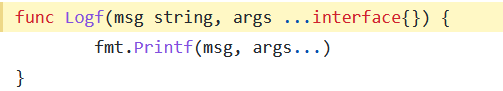 func Logf(msg string, args ...interface{}) {
        fmt.Printf(msg, args...)
}